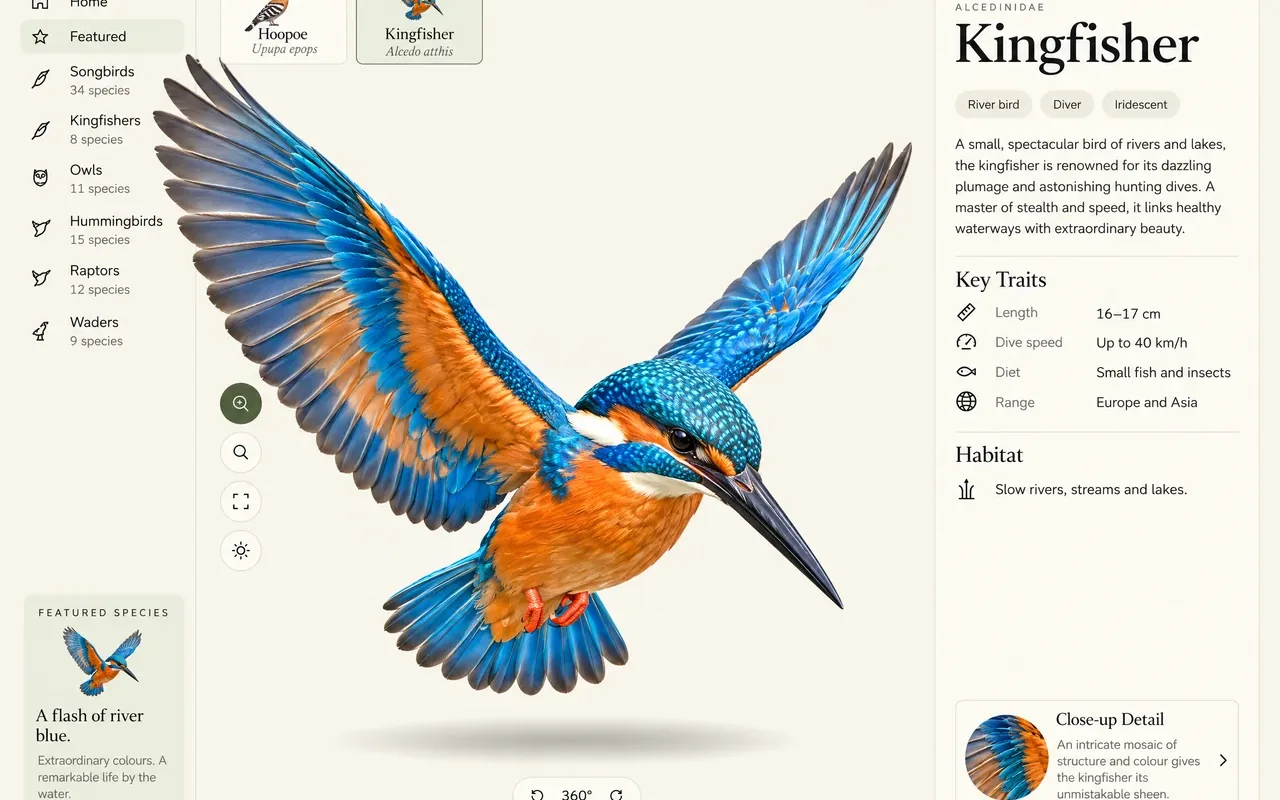 Home
Featured
Songbirds
34 species
Kingfishers
8 species
Owls
11 species
Hummingbirds
15 species
Raptors
12 species
Waders
9 species
FEATURED SPECIES
A flash of river
blue.
Extraordinary colours. A
remarkable life by the
water.
Hoopoe
Upupa epops
Kingfisher
Alcedo atthis
360°
ALCEDINIDAE
Kingfisher
River bird
Diver
Iridescent
A small, spectacular bird of rivers and lakes,
the kingfisher is renowned for its dazzling
plumage and astonishing hunting dives. A
master of stealth and speed, it links healthy
waterways with extraordinary beauty.
Key Traits
Length 16–17 cm
Dive speed Up to 40 km/h
Diet Small fish and insects
Range Europe and Asia
Habitat
Slow rivers, streams and lakes.
Close-up Detail
An intricate mosaic of
structure and colour gives
the kingfisher its
unmistakable sheen.